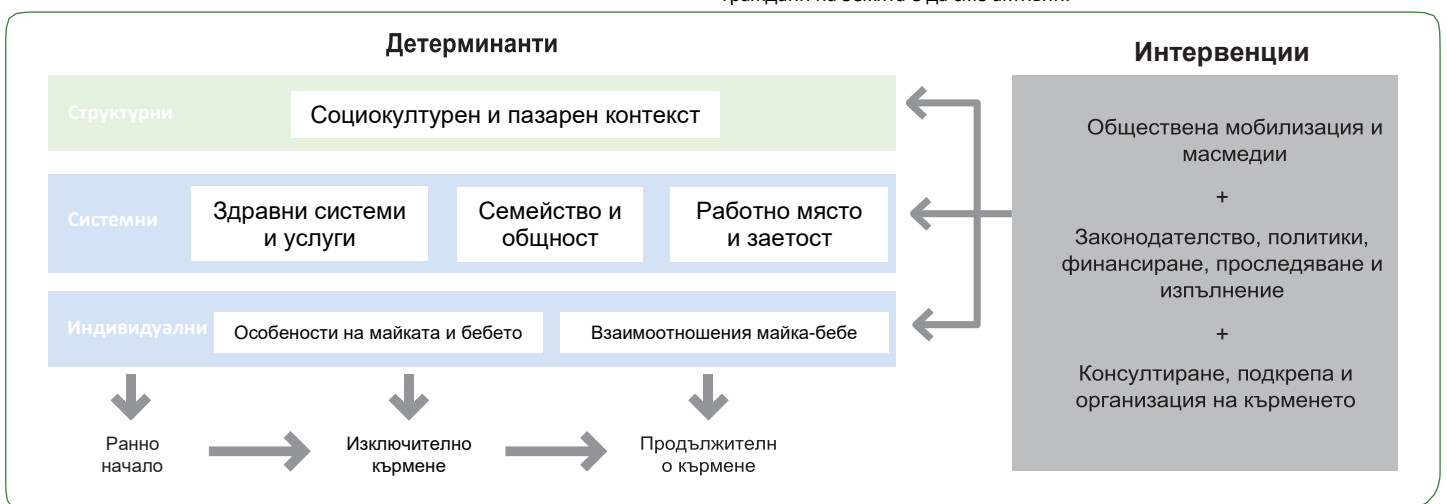 Детерминанти
Интервенции
Структурни
Социокултурен и пазарен контекст
Системни
Здравни системи
и услуги
Семейство и
общност
Работно място
и заетост
Индивидуални
Особености на майката и бебето
Взаимоотношения майка-бебе
Ранно
начало
Изключително
кърмене
Продължителн
о кърмене
Обществена мобилизация и
масмедии
+
Законодателство, политики,
финансиране, проследяване и
изпълнение
+
Консултиране, подкрепа и
организация на кърменето